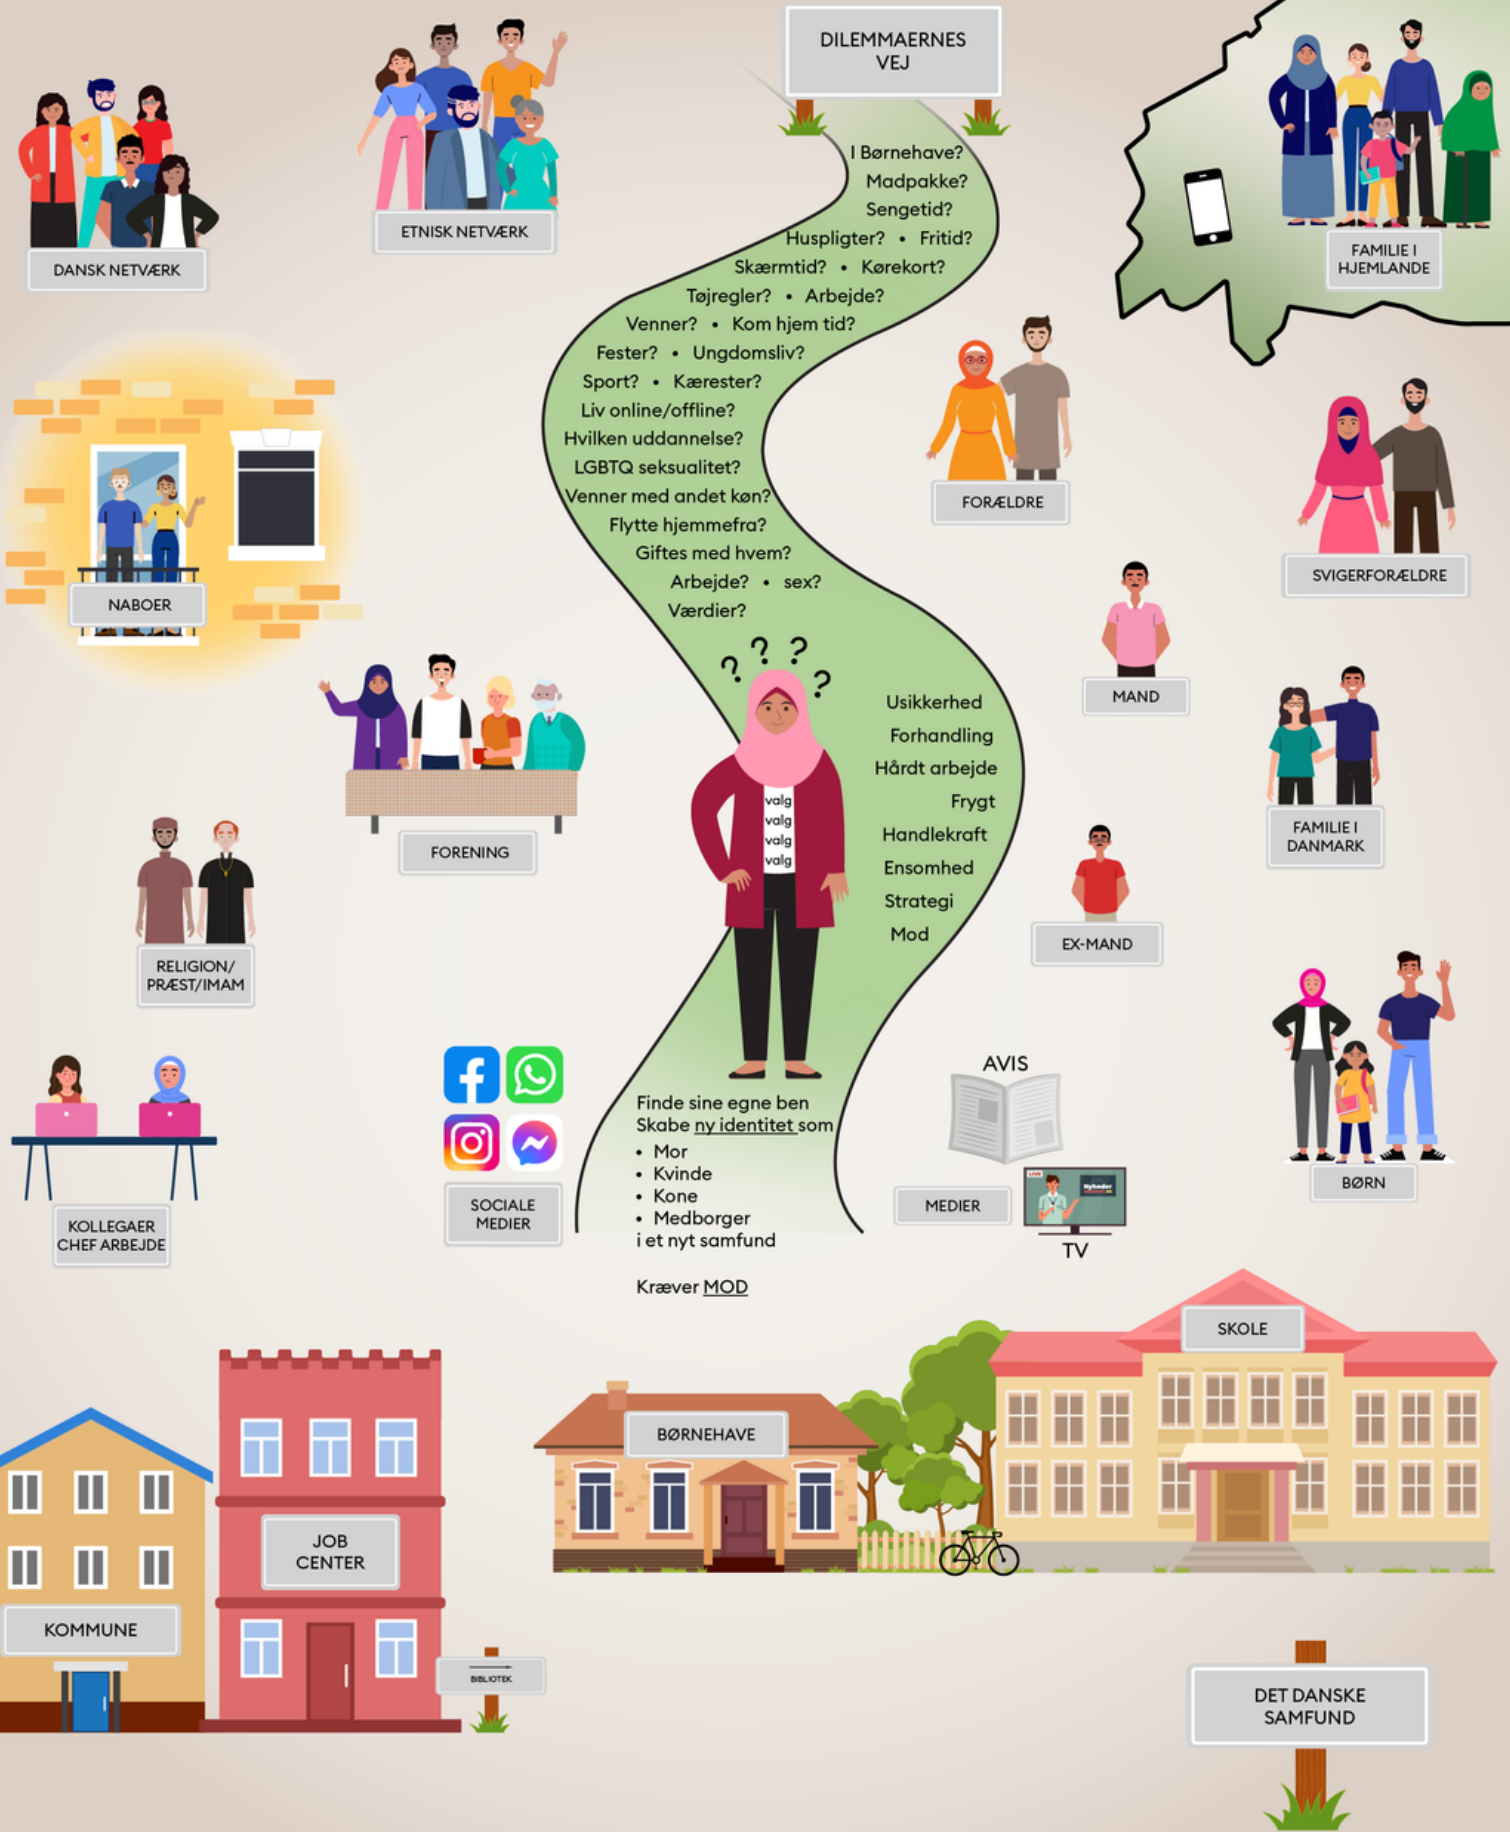 DILEMMAERNES
VEJ
DANSK NETVÆRK
ETNISK NETVÆRK
FAMILIE I
HJEMLANDE
I Børnehave?
Madpakke?
Sengetid?
Huspligter? • Fritid?
Skærmtid? • Kørekort?
Tøjregler? • Arbejde?
Venner? • Kom hjem tid?
Fester? • Ungdomsliv?
Sport? • Kærester?
Liv online/offline?
Hvilken uddannelse?
LGBTQ seksualitet?
Venner med andet køn?
Flytte hjemmefra?
Giftes med hvem?
Arbejde? • sex?
Værdier?
NABOER
FORÆLDRE
SVIGERFORÆLDRE
MAND
? ? ? ?
valg
valg
valg
valg
Usikkerhed
Forhandling
Hårdt arbejde
Frygt
Handlekraft
Ensomhed
Strategi
Mod
FORENING
FAMILIE I
DANMARK
EX-MAND
RELIGION/
PRÆST/IMAM
KOLLEGAER
CHEF ARBEJDE
SOCIALE
MEDIER
Finde sine egne ben
Skabe ny identitet som
• Mor
• Kvinde
• Kone
• Medborger
i et nyt samfund
Kræver MOD
AVIS
MEDIER
LIVE
Nyheder
TV
BØRN
SKOLE
BØRNEHAVE
JOB
CENTER
KOMMUNE
BIBLIOTEK
DET DANSKE
SAMFUND